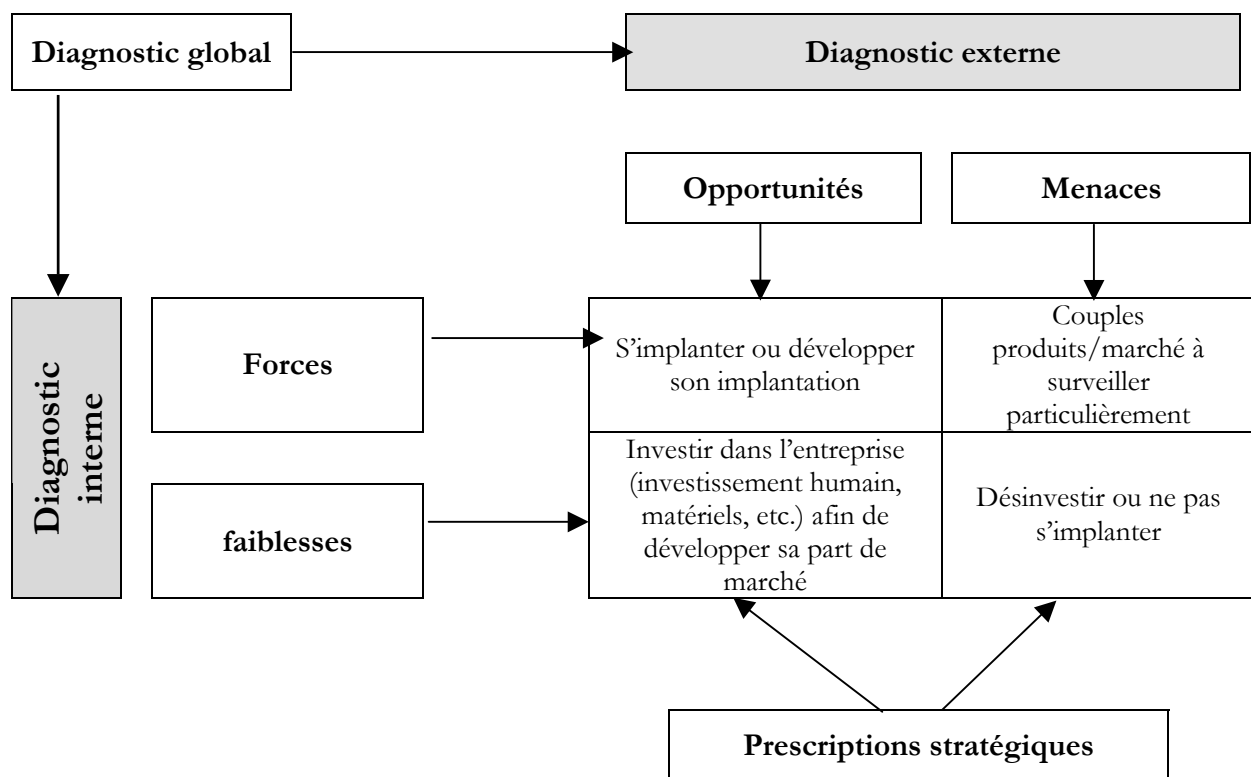 Diagnostic global
Diagnostic externe
Opportunités
Menaces
Diagnostic
interne
Forces
S’implanter ou développer
son implantation
Couples
produits/marché à
surveiller
particulièrement
faiblesses
Investir dans l’entreprise
(investissement humain,
matériels, etc.) afin de
développer sa part de
marché
Désinvestir ou ne pas
s’implanter
Prescriptions stratégiques